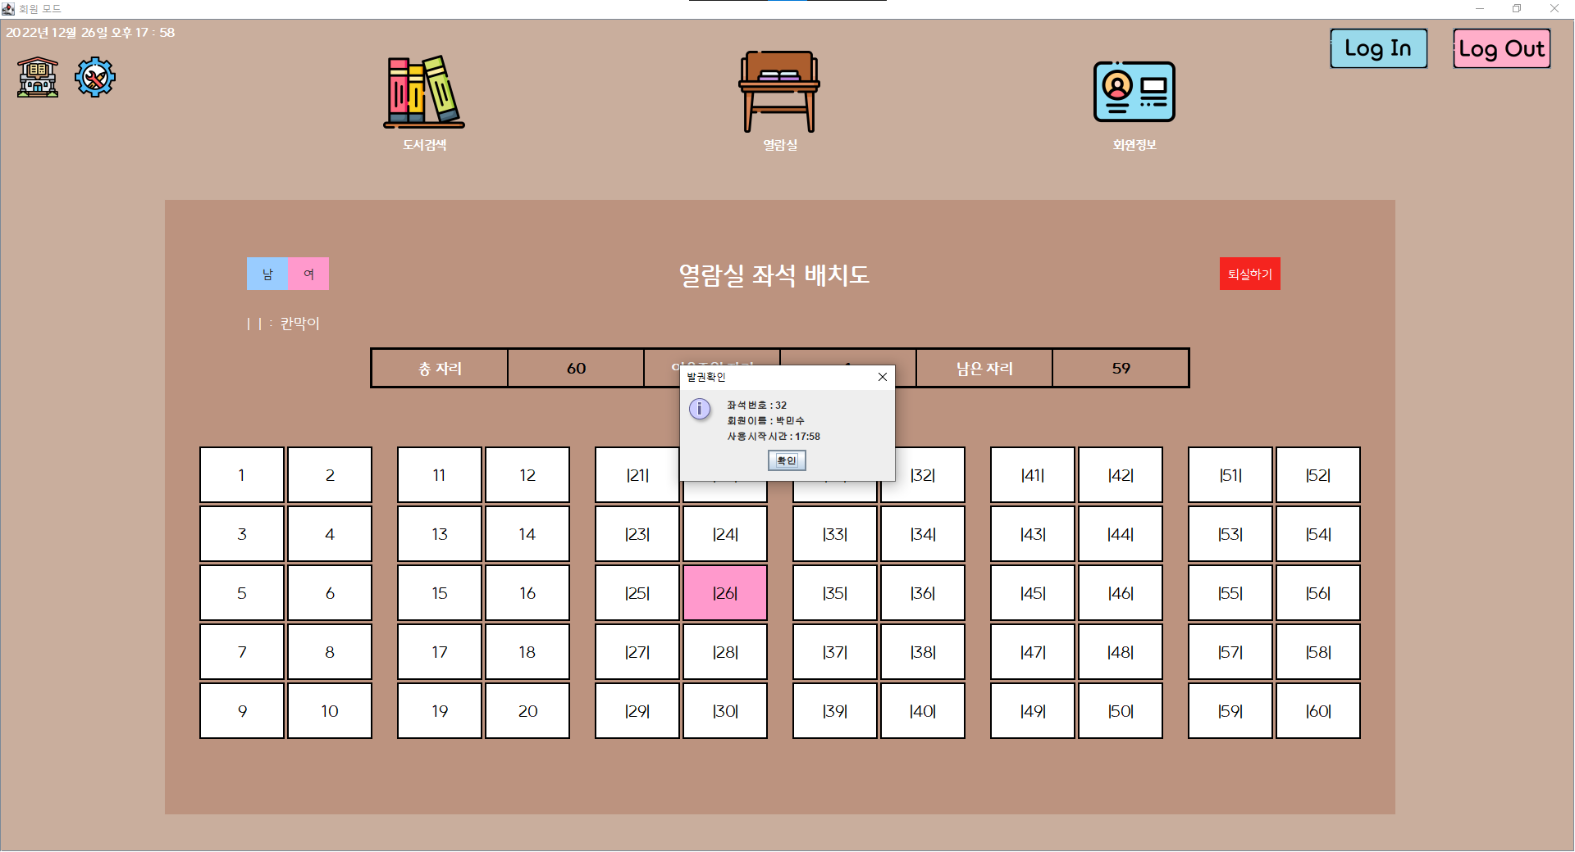 회원 모드
2022년 12월 26일 오후 17 : 58
Log In
Log Out
도서검색
열람실
회원정보
남
여
열람실 좌석 배치도
퇴실하기
| | : 칸막이
총 자리
60
남은 자리
59
발권확인
좌석번호 : 32
회원이름 : 박민수
사용시작시간 : 17:58
확인
1 2 11 12 |21| |32| |41| |42| |51| |52|
3 4 13 14 |23| |24| |33| |34| |43| |44| |53| |54|
5 6 15 16 |25| |26| |35| |36| |45| |46| |55| |56|
7 8 17 18 |27| |28| |37| |38| |47| |48| |57| |58|
9 10 19 20 |29| |30| |39| |40| |49| |50| |59| |60|